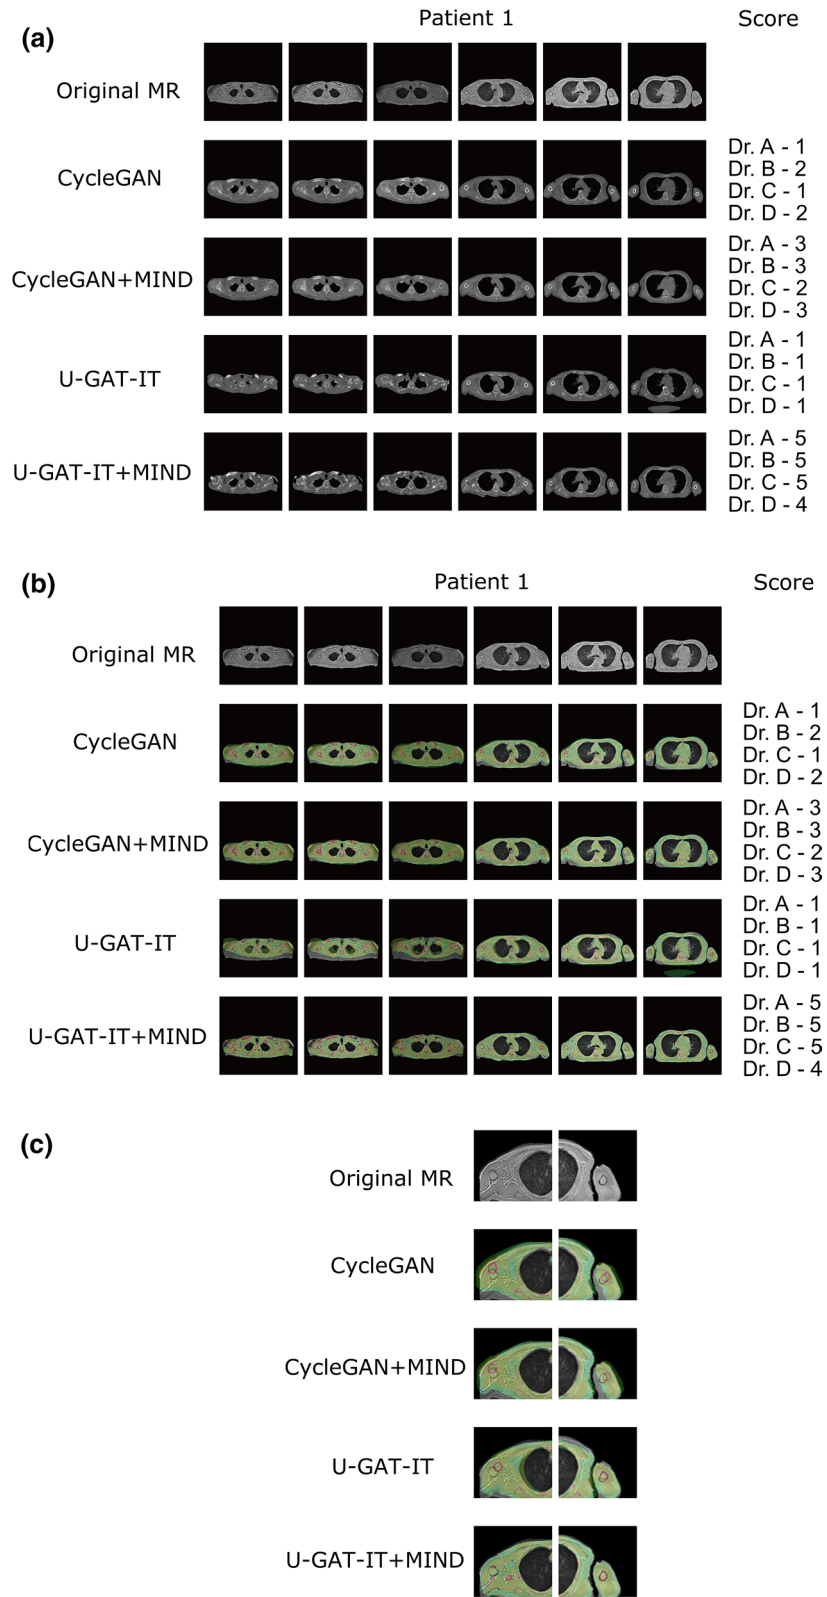 (a)
Patient 1
Score
Original MR
CycleGAN
Dr. A - 1
Dr. B - 2
Dr. C - 1
Dr. D - 2
CycleGAN+MIND
Dr. A - 3
Dr. B - 3
Dr. C - 2
Dr. D - 3
U-GAT-IT
Dr. A - 1
Dr. B - 1
Dr. C - 1
Dr. D - 1
U-GAT-IT+MIND
Dr. A - 5
Dr. B - 5
Dr. C - 5
Dr. D - 4
(b)
Patient 1
Score
Original MR
CycleGAN
Dr. A - 1
Dr. B - 2
Dr. C - 1
Dr. D - 2
CycleGAN+MIND
Dr. A - 3
Dr. B - 3
Dr. C - 2
Dr. D - 3
U-GAT-IT
Dr. A - 1
Dr. B - 1
Dr. C - 1
Dr. D - 1
U-GAT-IT+MIND
Dr. A - 5
Dr. B - 5
Dr. C - 5
Dr. D - 4
(c)
Original MR
CycleGAN
CycleGAN+MIND
U-GAT-IT
U-GAT-IT+MIND